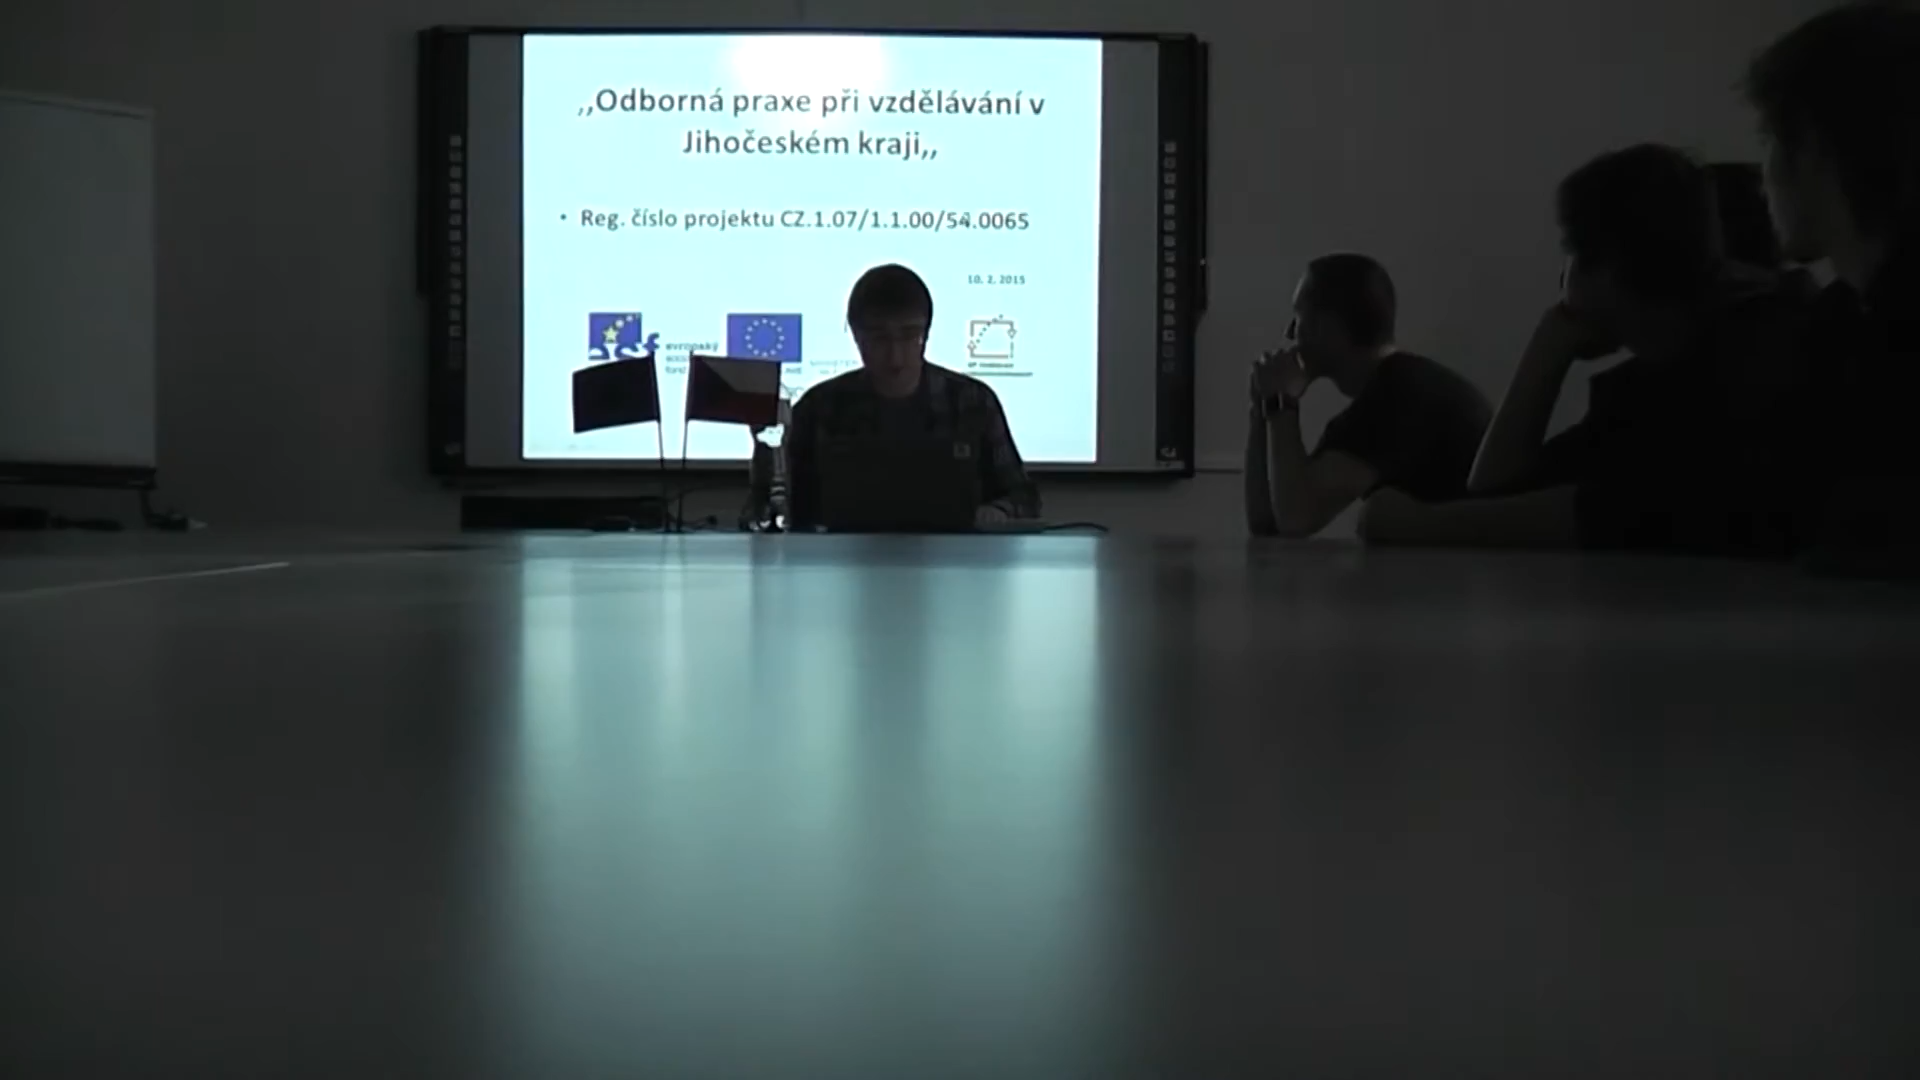 ,,Odborná praxe při vzdělávání v
Jihočeském kraji,,
• Reg. číslo projektu CZ.1.07/1.1.00/54.0065
10. 2. 2015
esf
evropský